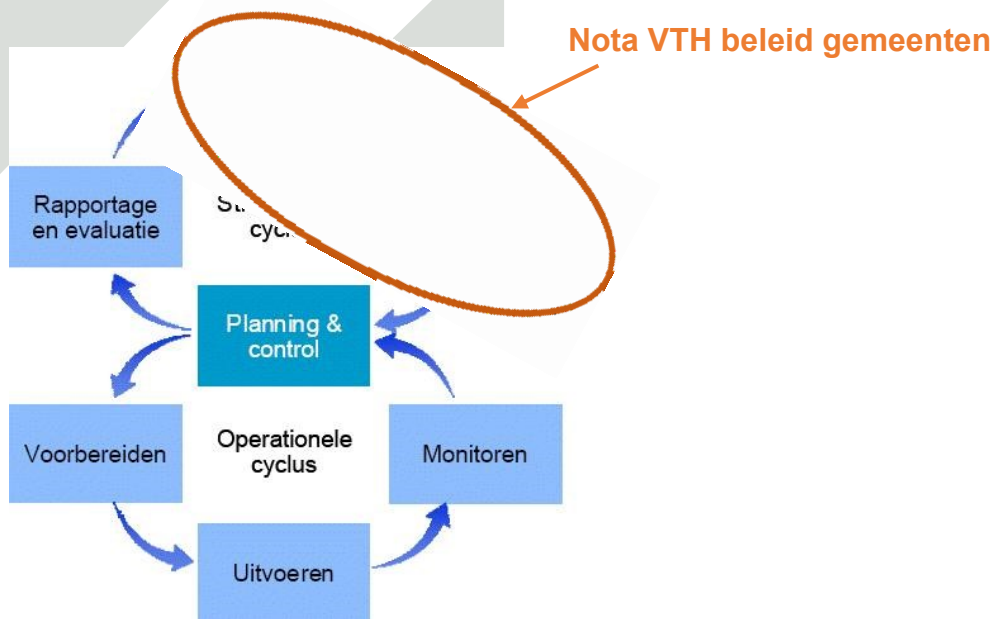 Nota VTH beleid gemeenten
Rapportage
en evaluatie
Planning &
control
Voorbereiden
Operationele
cyclus
Monitoren
Uitvoeren